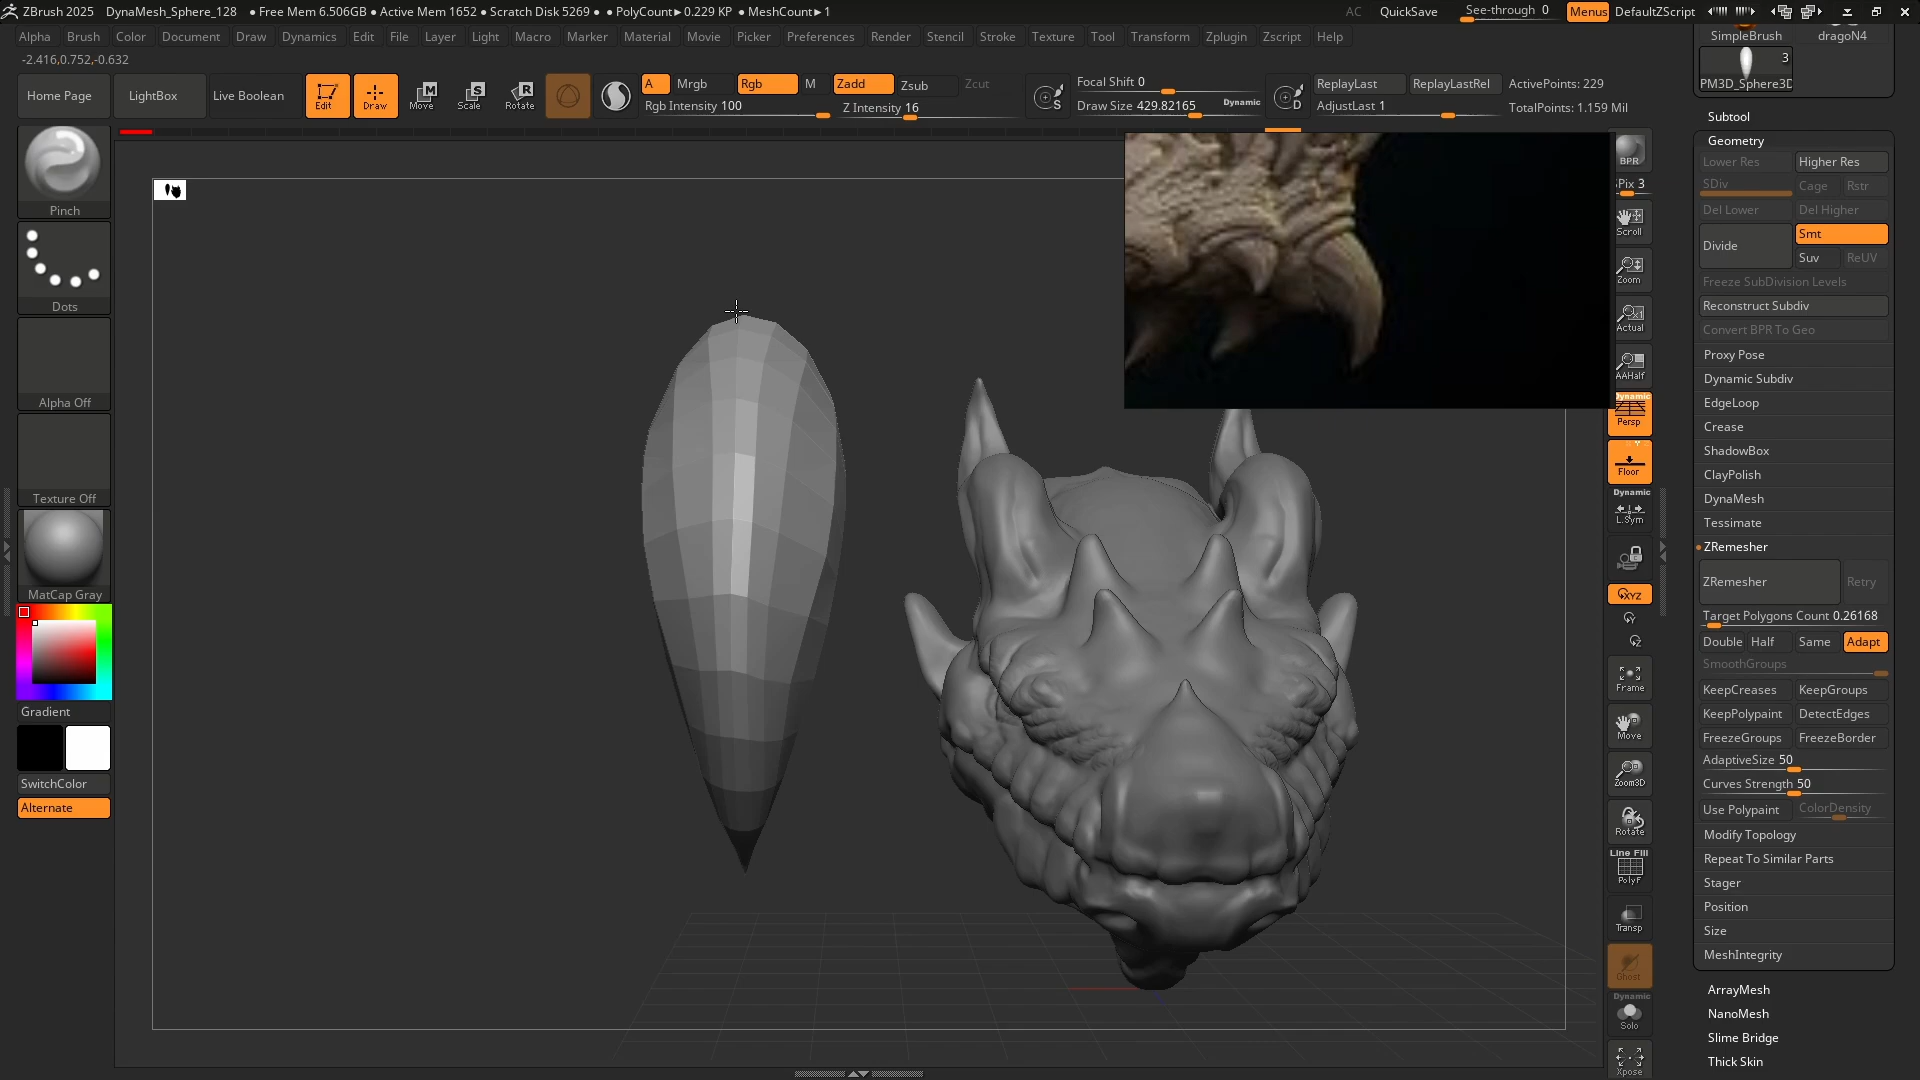 ZBrush 2025 DynaMesh_Sphere_128 ● Free Mem 6.506GB ● Active Mem 1652 ● Scratch Disk 5269 ● ● PolyCount►0.229 KP ● MeshCount►1 AC QuickSave See-through 0 Menus DefaultZScript
Alpha Brush Color Document Draw Dynamics Edit File Layer Light Macro Marker Material Movie Picker Preferences Render Stencil Stroke Texture Tool Transform Zplugin Zscript Help
-2.416,0.752,-0.632
Home Page LightBox Live Boolean Edit Draw Move Scale Rotate
A Mrgb Rgb M Zadd Zsub Zcut
Rgb Intensity 100 Z Intensity 16
Focal Shift 0
Draw Size 429.82165 Dynamic
ReplayLast ReplayLastRel ActivePoints: 229
AdjustLast 1 TotalPoints: 1.159 Mil
Pinch
Dots
Alpha Off
Texture Off
MatCap Gray
Gradient
SwitchColor
Alternate
BPR
SPix 3
Scroll
Zoom
Actual
AAHalf
Dynamic
Persp
Floor
Dynamic
L.Sym
XYZ
Frame
Move
Zoom3D
Rotate
Line Fill
PolyF
Transp
Ghost
Dynamic
Solo
Xpose
SimpleBrush dragoN4
3
PM3D_Sphere3D
Subtool
Geometry
Lower Res Higher Res
SDiv Cage Rstr
Del Lower Del Higher
Divide Smt
Suv ReUV
Freeze SubDivision Levels
Reconstruct Subdiv
Convert BPR To Geo
Proxy Pose
Dynamic Subdiv
EdgeLoop
Crease
ShadowBox
ClayPolish
DynaMesh
Tessimate
ZRemesher
ZRemesher Retry
Target Polygons Count 0.26168
Double Half Same Adapt
SmoothGroups
KeepCreases KeepGroups
KeepPolypaint DetectEdges
FreezeGroups FreezeBorder
AdaptiveSize 50
Curves Strength 50
Use Polypaint ColorDensity
Modify Topology
Repeat To Similar Parts
Stager
Position
Size
MeshIntegrity
ArrayMesh
NanoMesh
Slime Bridge
Thick Skin